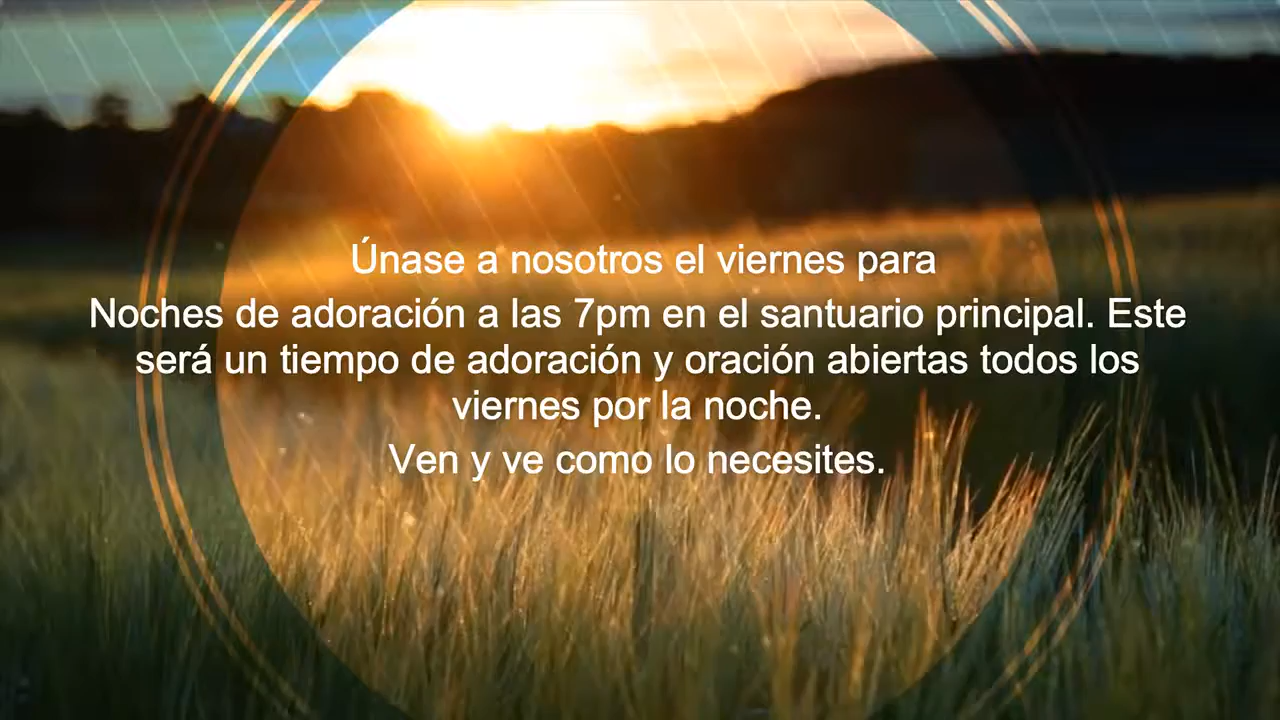 Únase a nosotros el viernes para
Noches de adoración a las 7pm en el santuario principal. Este
será un tiempo de adoración y oración abiertas todos los
viernes por la noche.
Ven y ve como lo necesites.